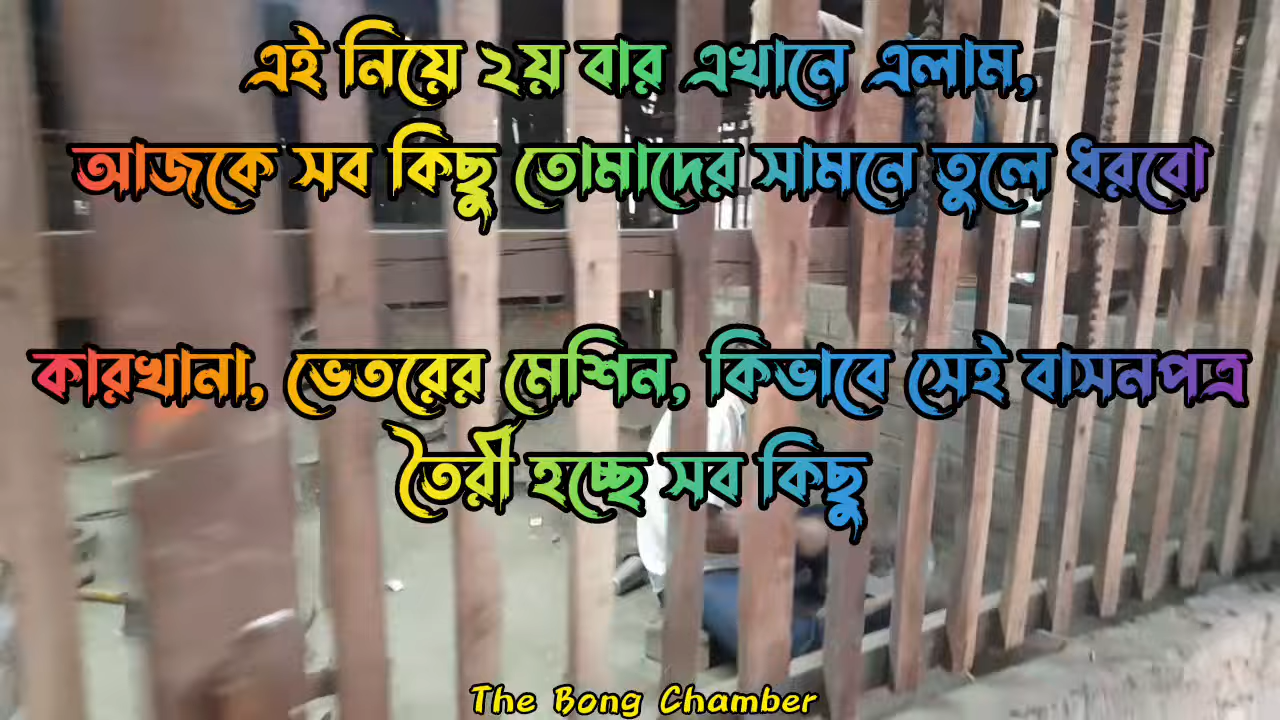 এই নিয়ে ২য় বার এখানে এলাম,
আজকে সব কিছু তোমাদের সামনে তুলে ধরবো
কারখানা, ভেতরের মেশিন, কিভাবে সেই বাসনপত্র
তৈরী হচ্ছে সব কিছু
The Bong Chamber